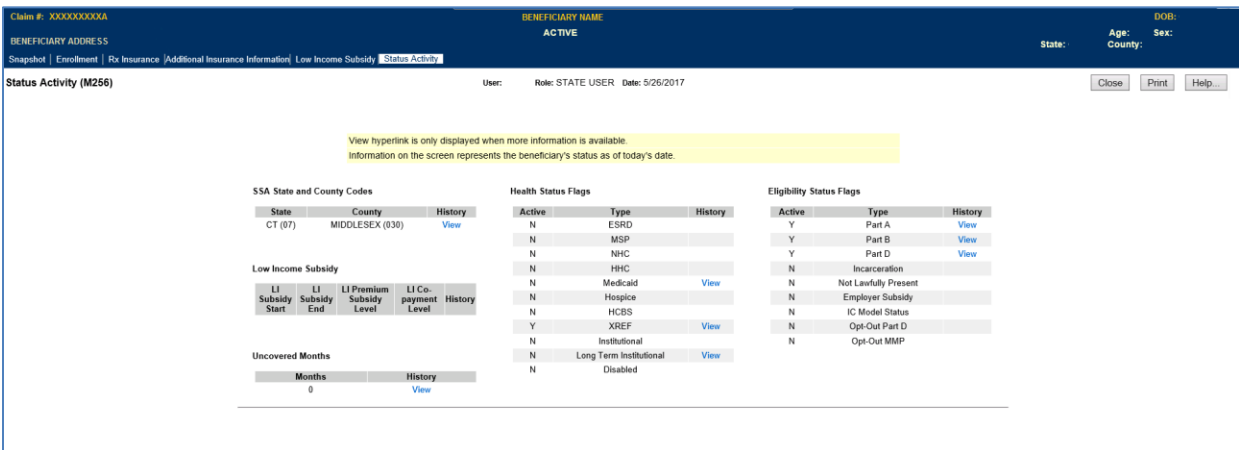 Claim #: XXXXXXXXXA BENEFICIARY NAME DOB:
ACTIVE
Age: Sex:
BENEFICIARY ADDRESS State: County:
Snapshot | Enrollment | Rx Insurance |Additional Insurance Information| Low Income Subsidy Status Activity
Status Activity (M256) User: Role: STATE USER Date: 5/26/2017 Close Print Help...
View hyperlink is only displayed when more information is available.
Information on the screen represents the beneficiary's status as of today's date.
SSA State and County Codes
State County History
CT (07) MIDDLESEX (030) View
Low Income Subsidy
LI Subsidy Start LI Subsidy End LI Premium Subsidy Level LI Co-payment Level History
Uncovered Months
Months History
0 View
Health Status Flags
Active Type History
N ESRD
N MSP
N NHC
N HHC
N Medicaid View
N Hospice
N HCBS
Y XREF View
N Institutional
N Long Term Institutional View
N Disabled
Eligibility Status Flags
Active Type History
Y Part A View
Y Part B View
Y Part D View
N Incarceration
N Not Lawfully Present
N Employer Subsidy
N IC Model Status
N Opt-Out Part D
N Opt-Out MMP